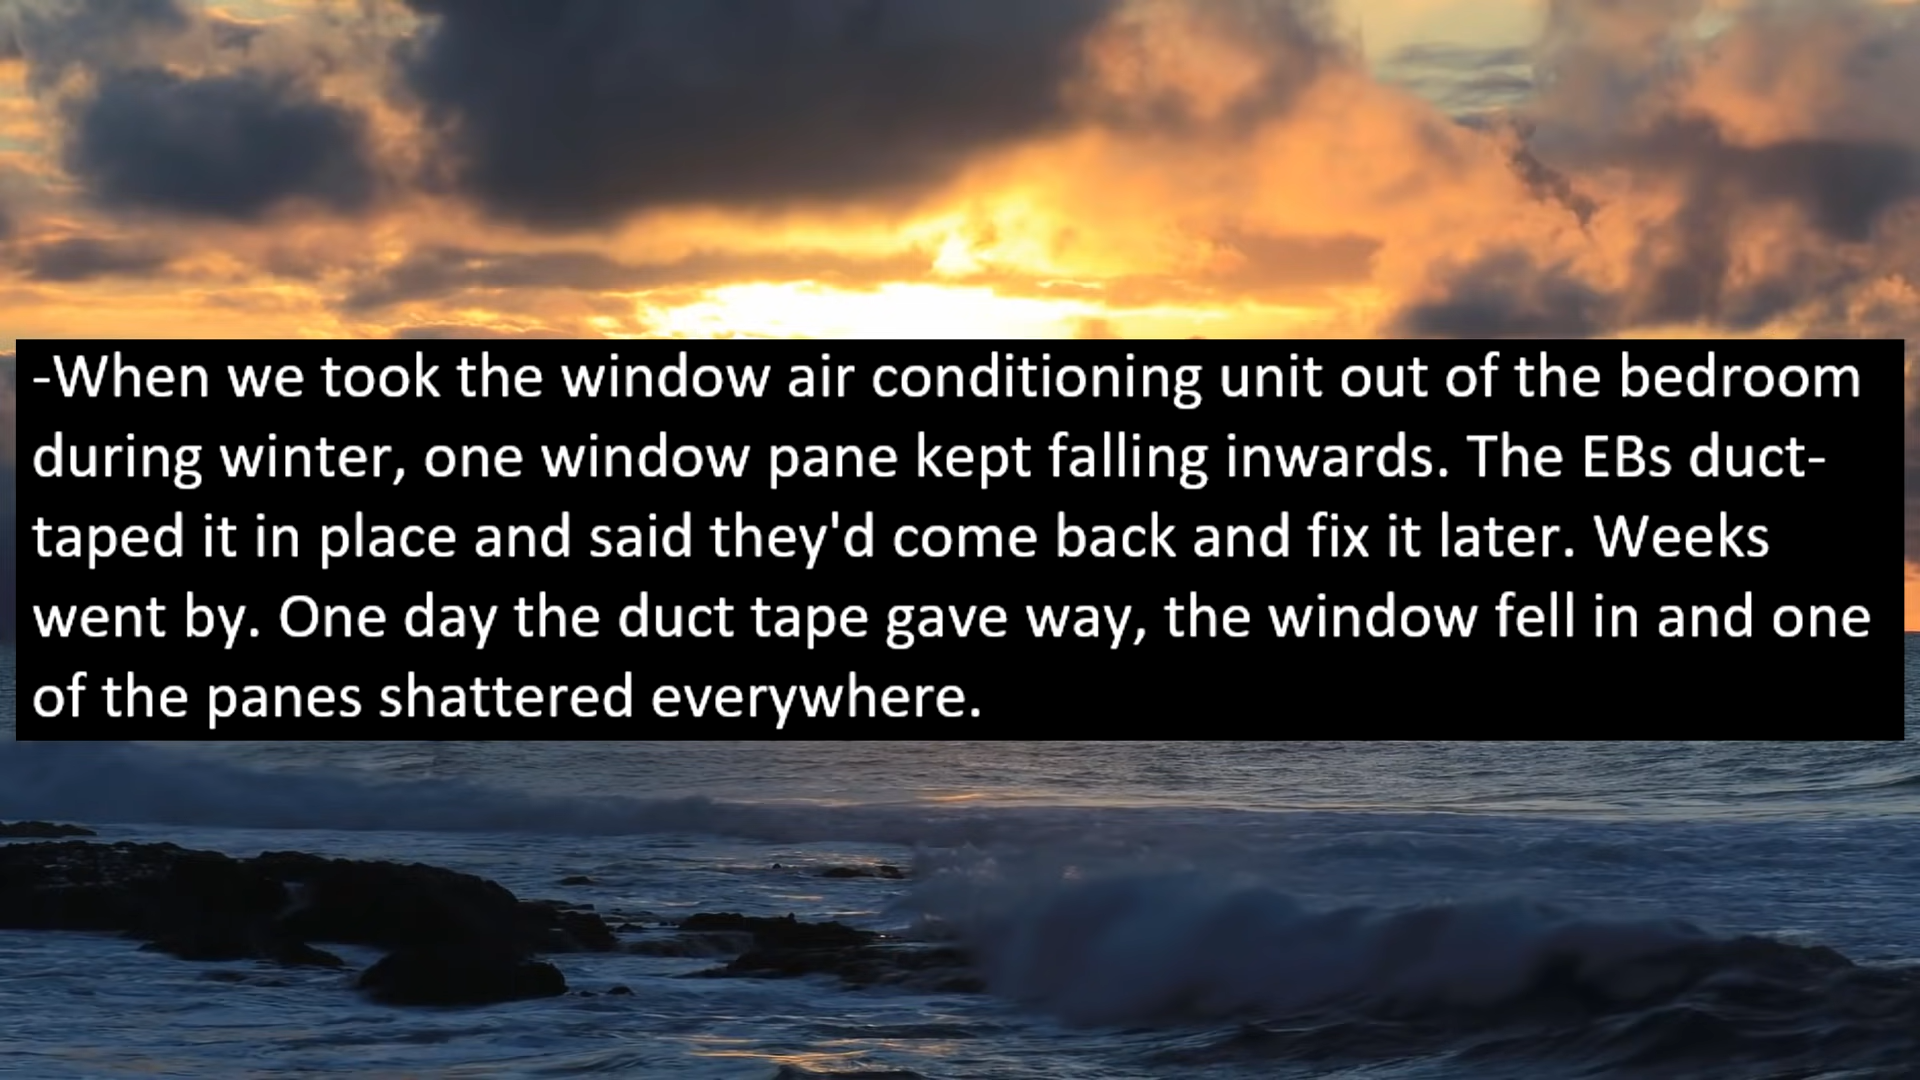 -When we took the window air conditioning unit out of the bedroom
during winter, one window pane kept falling inwards. The EBs duct-
taped it in place and said they'd come back and fix it later. Weeks
went by. One day the duct tape gave way, the window fell in and one
of the panes shattered everywhere.